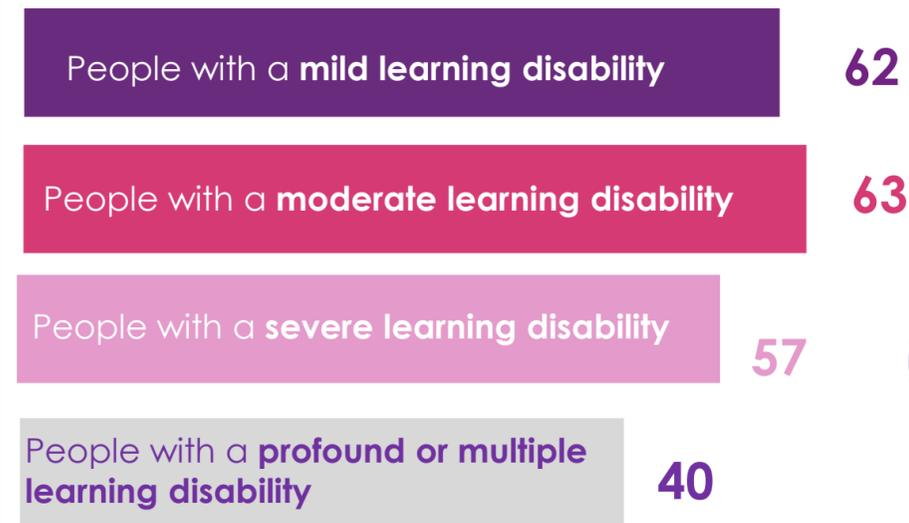 People with a mild learning disability 62
People with a moderate learning disability 63
People with a severe learning disability 57
People with a profound or multiple
learning disability 40